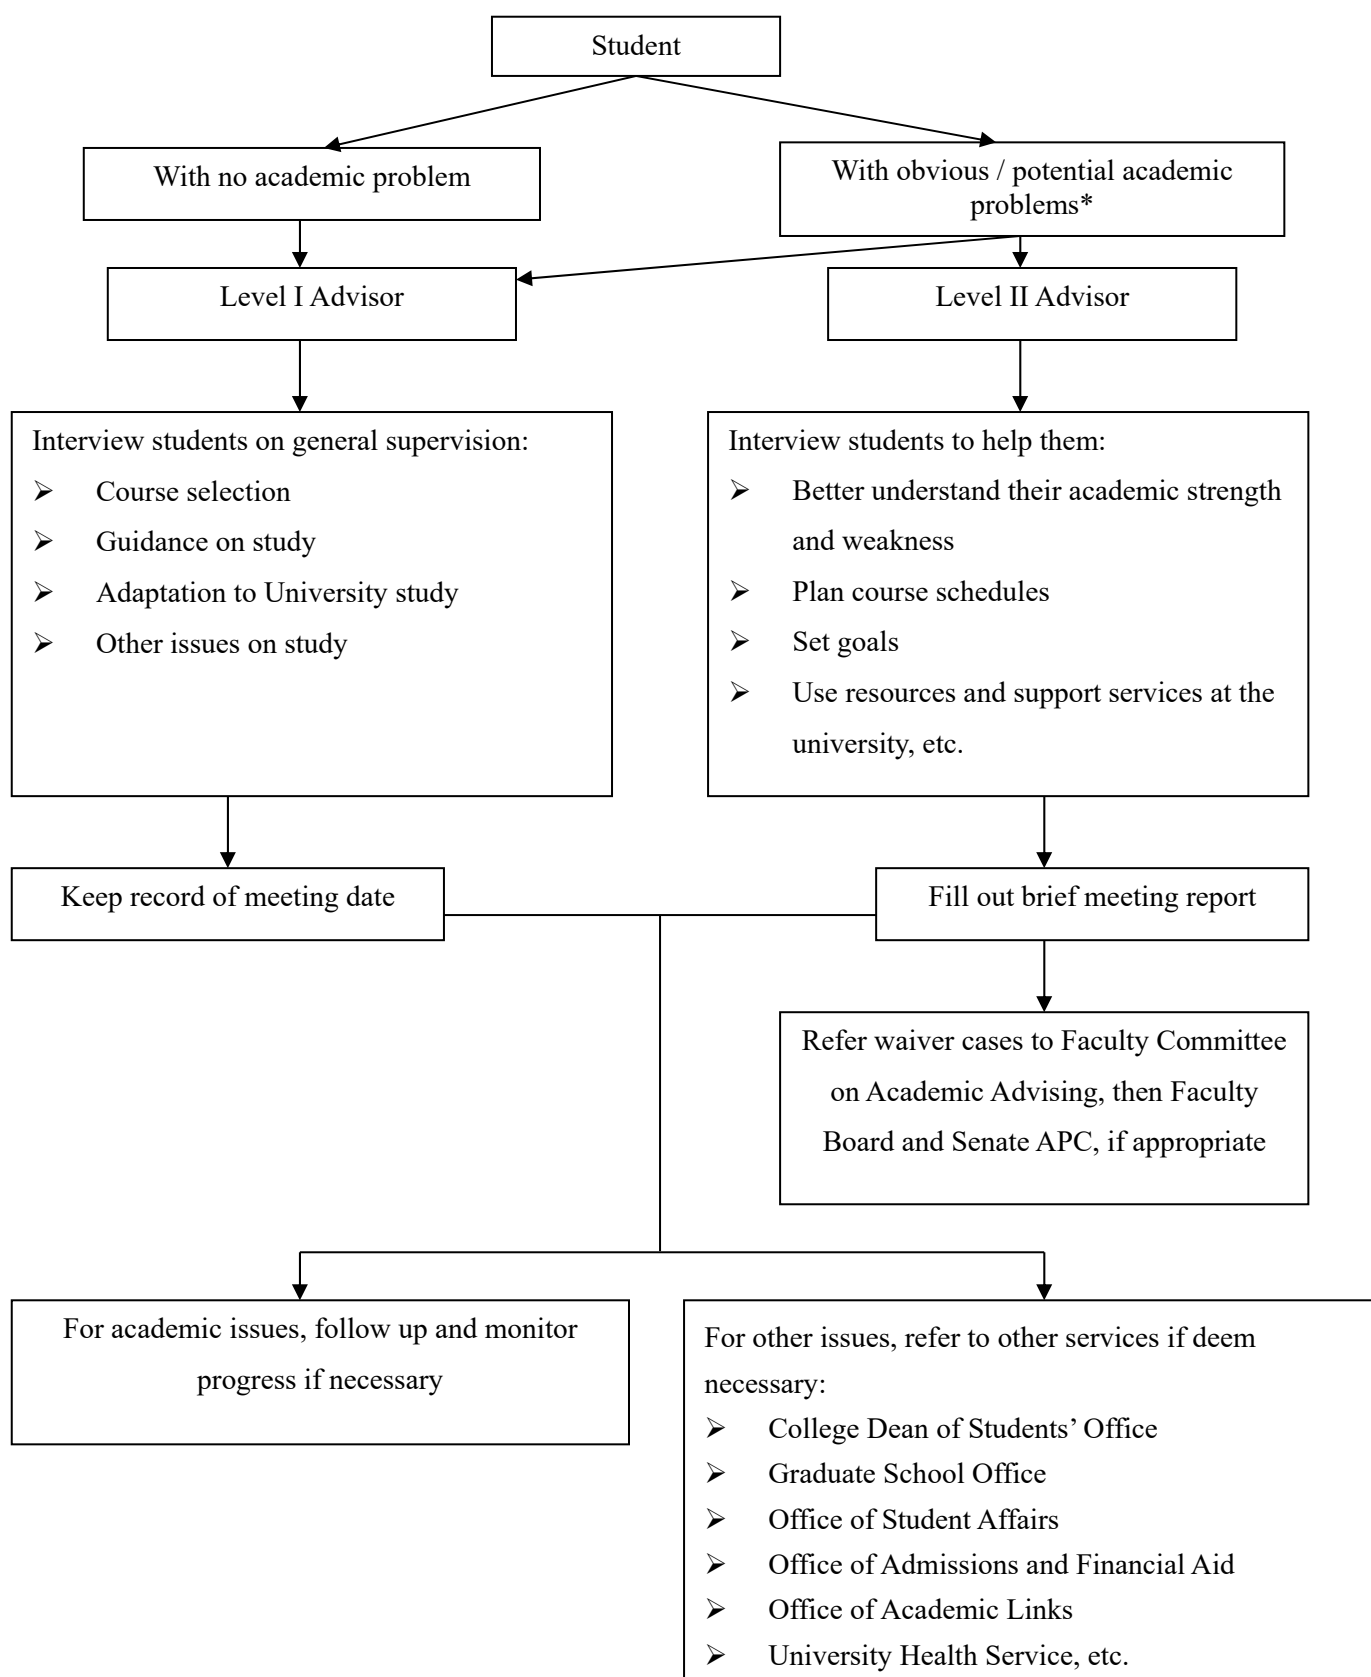 Student
With no academic problem
With obvious / potential academic
problems*
Level I Advisor
Level II Advisor
Interview students on general supervision:
➢ Course selection
➢ Guidance on study
➢ Adaptation to University study
➢ Other issues on study
Interview students to help them:
➢ Better understand their academic strength
and weakness
➢ Plan course schedules
➢ Set goals
➢ Use resources and support services at the
university, etc.
Keep record of meeting date
Fill out brief meeting report
Refer waiver cases to Faculty Committee
on Academic Advising, then Faculty
Board and Senate APC, if appropriate
For academic issues, follow up and monitor
progress if necessary
For other issues, refer to other services if deem
necessary:
➢ College Dean of Students’ Office
➢ Graduate School Office
➢ Office of Student Affairs
➢ Office of Admissions and Financial Aid
➢ Office of Academic Links
➢ University Health Service, etc.